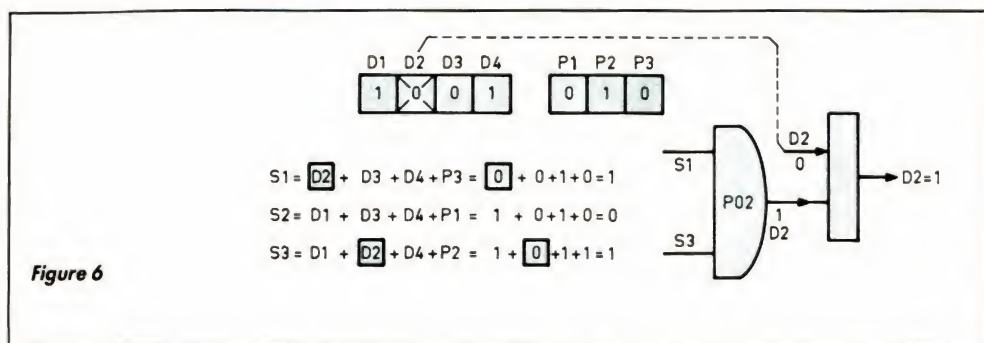 D1 D2 D3 D4 P1 P2 P3
1 0 0 1 0 1 0
S1 = D2 + D3 + D4 + P3 = 0 + 0+1+0=1
S2 = D1 + D3 + D4 + P1 = 1 + 0+1+0=0
S3 = D1 + D2 + D4 + P2 = 1 + 0 +1+1=1
S1
S3
P02
D2
0
1
D2
D2=1
Figure 6